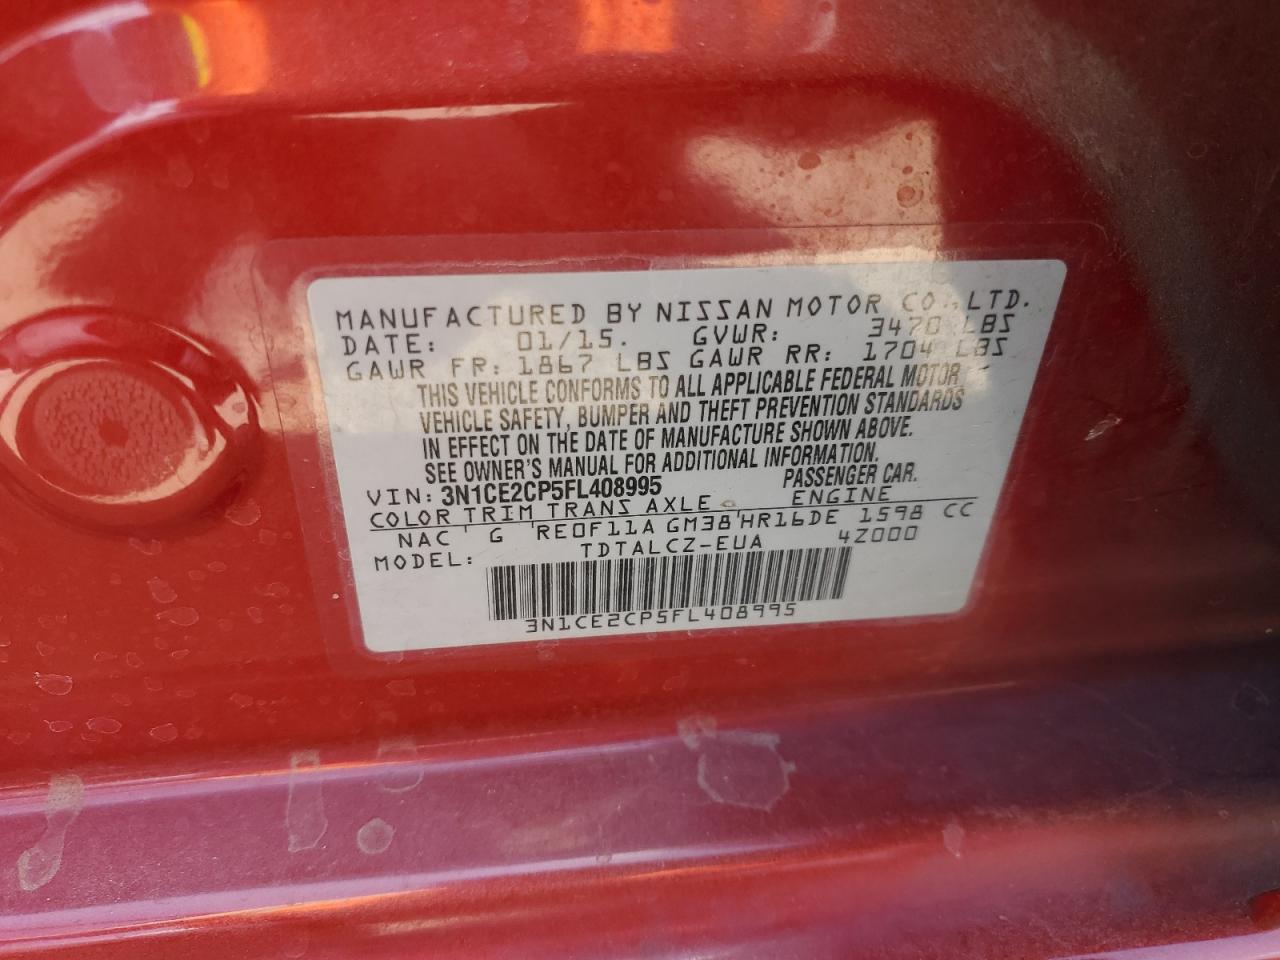 MANUFACTURED BY NISSAN MOTOR CO., LTD.
DATE: 01/15. GVWR: 3470 LBS
GAWR FR: 1867 LBS GAWR RR: 1704 LBS
THIS VEHICLE CONFORMS TO ALL APPLICABLE FEDERAL MOTOR
VEHICLE SAFETY, BUMPER AND THEFT PREVENTION STANDARDS
IN EFFECT ON THE DATE OF MANUFACTURE SHOWN ABOVE.
SEE OWNER'S MANUAL FOR ADDITIONAL INFORMATION.
VIN: 3N1CE2CP5FL408995 PASSENGER CAR.
COLOR TRIM TRANS AXLE ENGINE
NAC G RE0F11A GM38 HR16DE 1598 CC
MODEL: TDTALCZ-EUA 4Z000
3N1CE2CP5FL408995